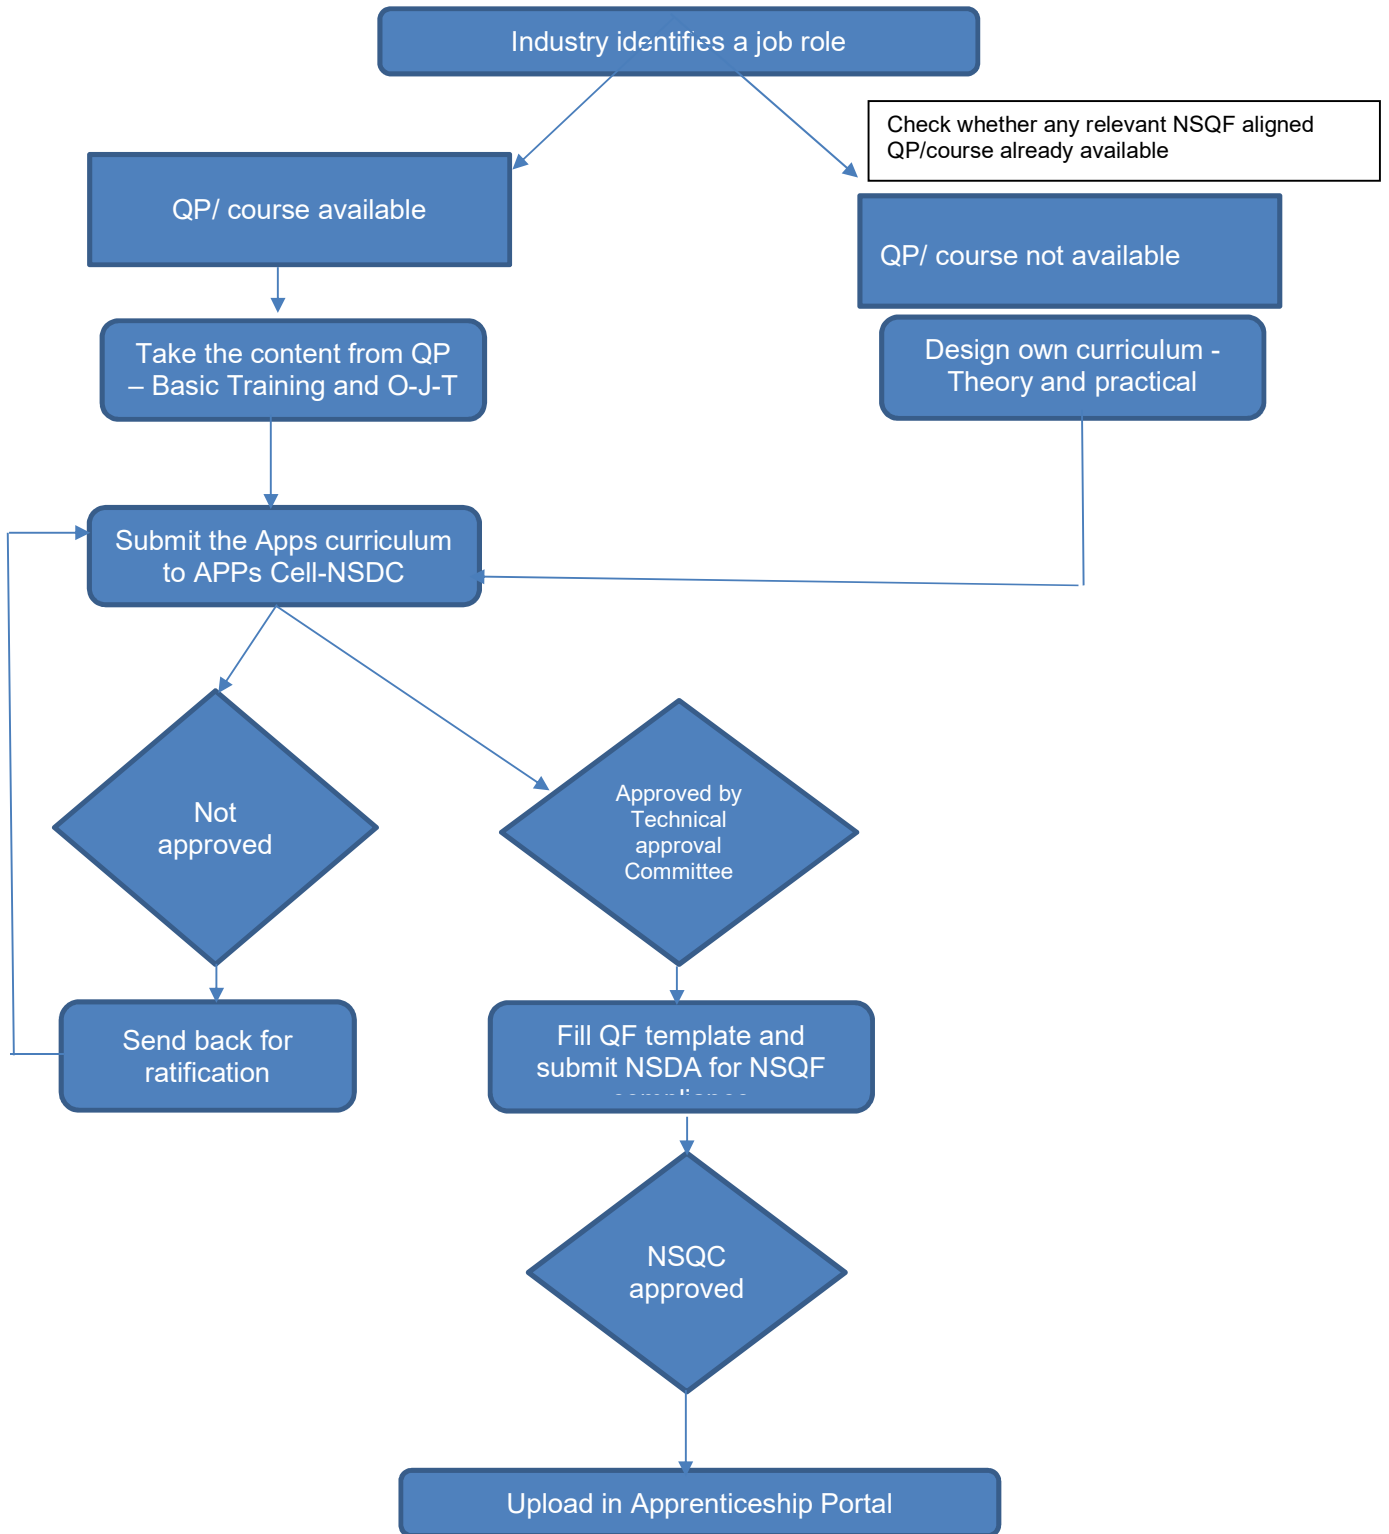 Industry identifies a job role
Check whether any relevant NSQF aligned
QP/course already available
QP/ course available
QP/ course not available
Take the content from QP
– Basic Training and O-J-T
Design own curriculum -
Theory and practical
Submit the Apps curriculum
to APPs Cell-NSDC
Not
approved
Approved by
Technical
approval
Committee
Send back for
ratification
Fill QF template and
submit NSDA for NSQF
compliance
NSQC
approved
Upload in Apprenticeship Portal